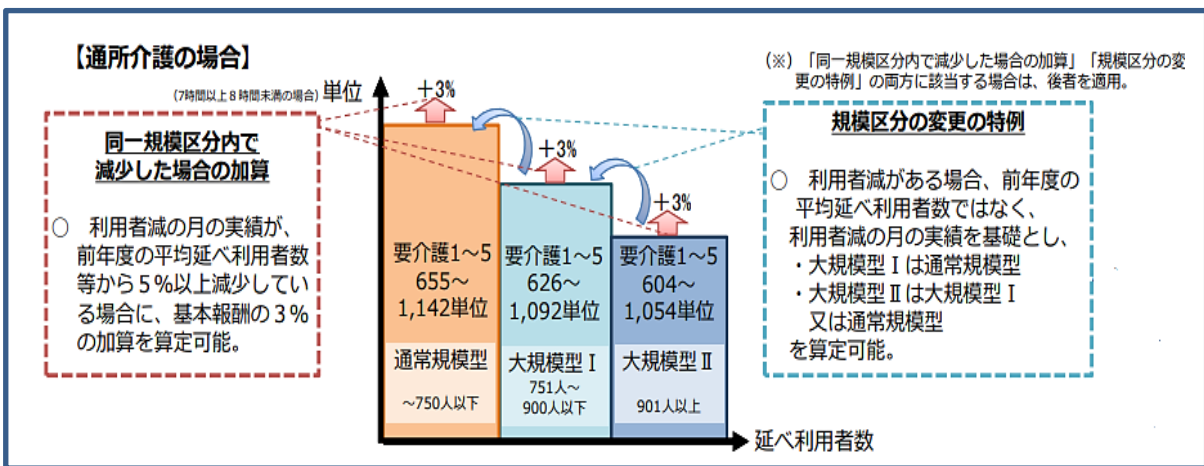 【通所介護の場合】
(7時間以上8時間未満の場合)
単位
(※) 「同一規模区分内で減少した場合の加算」「規模区分の変
更の特例」の両方に該当する場合は、後者を適用。
同一規模区分内で
減少した場合の加算
○ 利用者減の月の実績が、
前年度の平均延べ利用者数
等から5%以上減少してい
る場合に、基本報酬の3%
の加算を算定可能。
+3%
+3%
+3%
要介護1~5
655~
1,142単位
通常規模型
~750人以下
要介護1~5
626~
1,092単位
大規模型Ⅰ
751人~
900人以下
要介護1~5
604~
1,054単位
大規模型Ⅱ
901人以上
延べ利用者数
規模区分の変更の特例
○ 利用者減がある場合、前年度の
平均延べ利用者数ではなく、
利用者減の月の実績を基礎とし、
・大規模型Ⅰは通常規模型
・大規模型Ⅱは大規模型Ⅰ
又は通常規模型
を算定可能。